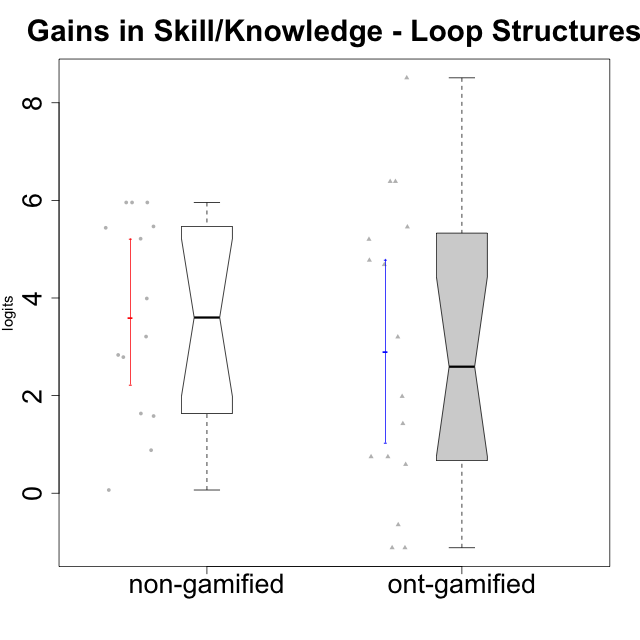 Gains in Skill/Knowledge - Loop Structures
8
6
4
2
0
logits
non-gamified
ont-gamified